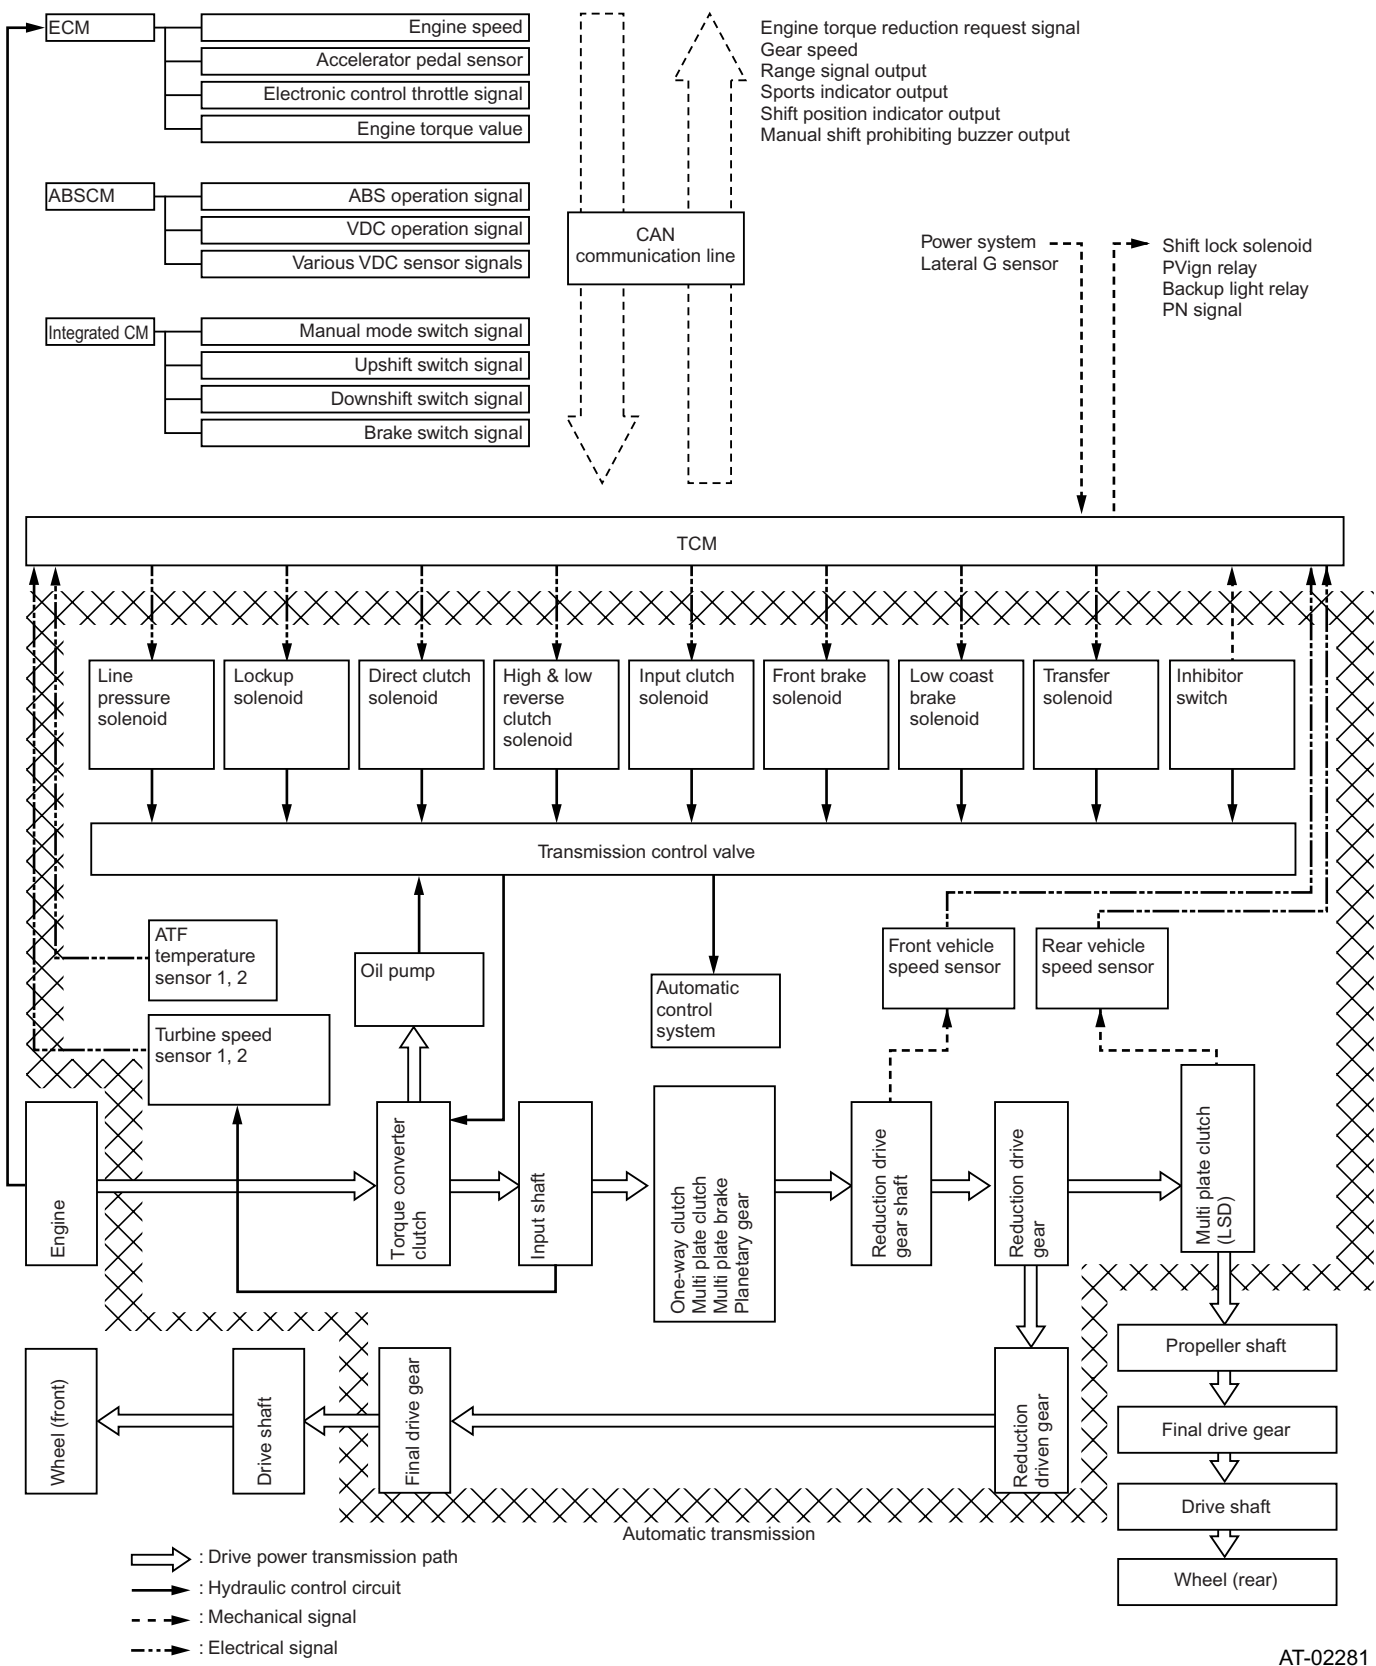 ECM
Engine speed
Accelerator pedal sensor
Electronic control throttle signal
Engine torque value
Engine torque reduction request signal
Gear speed
Range signal output
Sports indicator output
Shift position indicator output
Manual shift prohibiting buzzer output
ABSCM
ABS operation signal
VDC operation signal
Various VDC sensor signals
CAN
communication line
Power system
Lateral G sensor
Shift lock solenoid
PVign relay
Backup light relay
PN signal
Integrated CM
Manual mode switch signal
Upshift switch signal
Downshift switch signal
Brake switch signal
TCM
Line
pressure
solenoid
Lockup
solenoid
Direct clutch
solenoid
High & low
reverse
clutch
solenoid
Input clutch
solenoid
Front brake
solenoid
Low coast
brake
solenoid
Transfer
solenoid
Inhibitor
switch
Transmission control valve
ATF
temperature
sensor 1, 2
Oil pump
Automatic
control
system
Front vehicle
speed sensor
Rear vehicle
speed sensor
Turbine speed
sensor 1, 2
Engine
Torque converter
clutch
Input shaft
One-way clutch
Multi plate clutch
Multi plate brake
Planetary gear
Reduction drive
gear shaft
Reduction drive
gear
Multi plate clutch
(LSD)
Propeller shaft
Final drive gear
Drive shaft
Wheel (rear)
Wheel (front)
Drive shaft
Final drive gear
Reduction
driven gear
Automatic transmission
: Drive power transmission path
: Hydraulic control circuit
: Mechanical signal
: Electrical signal
AT-02281